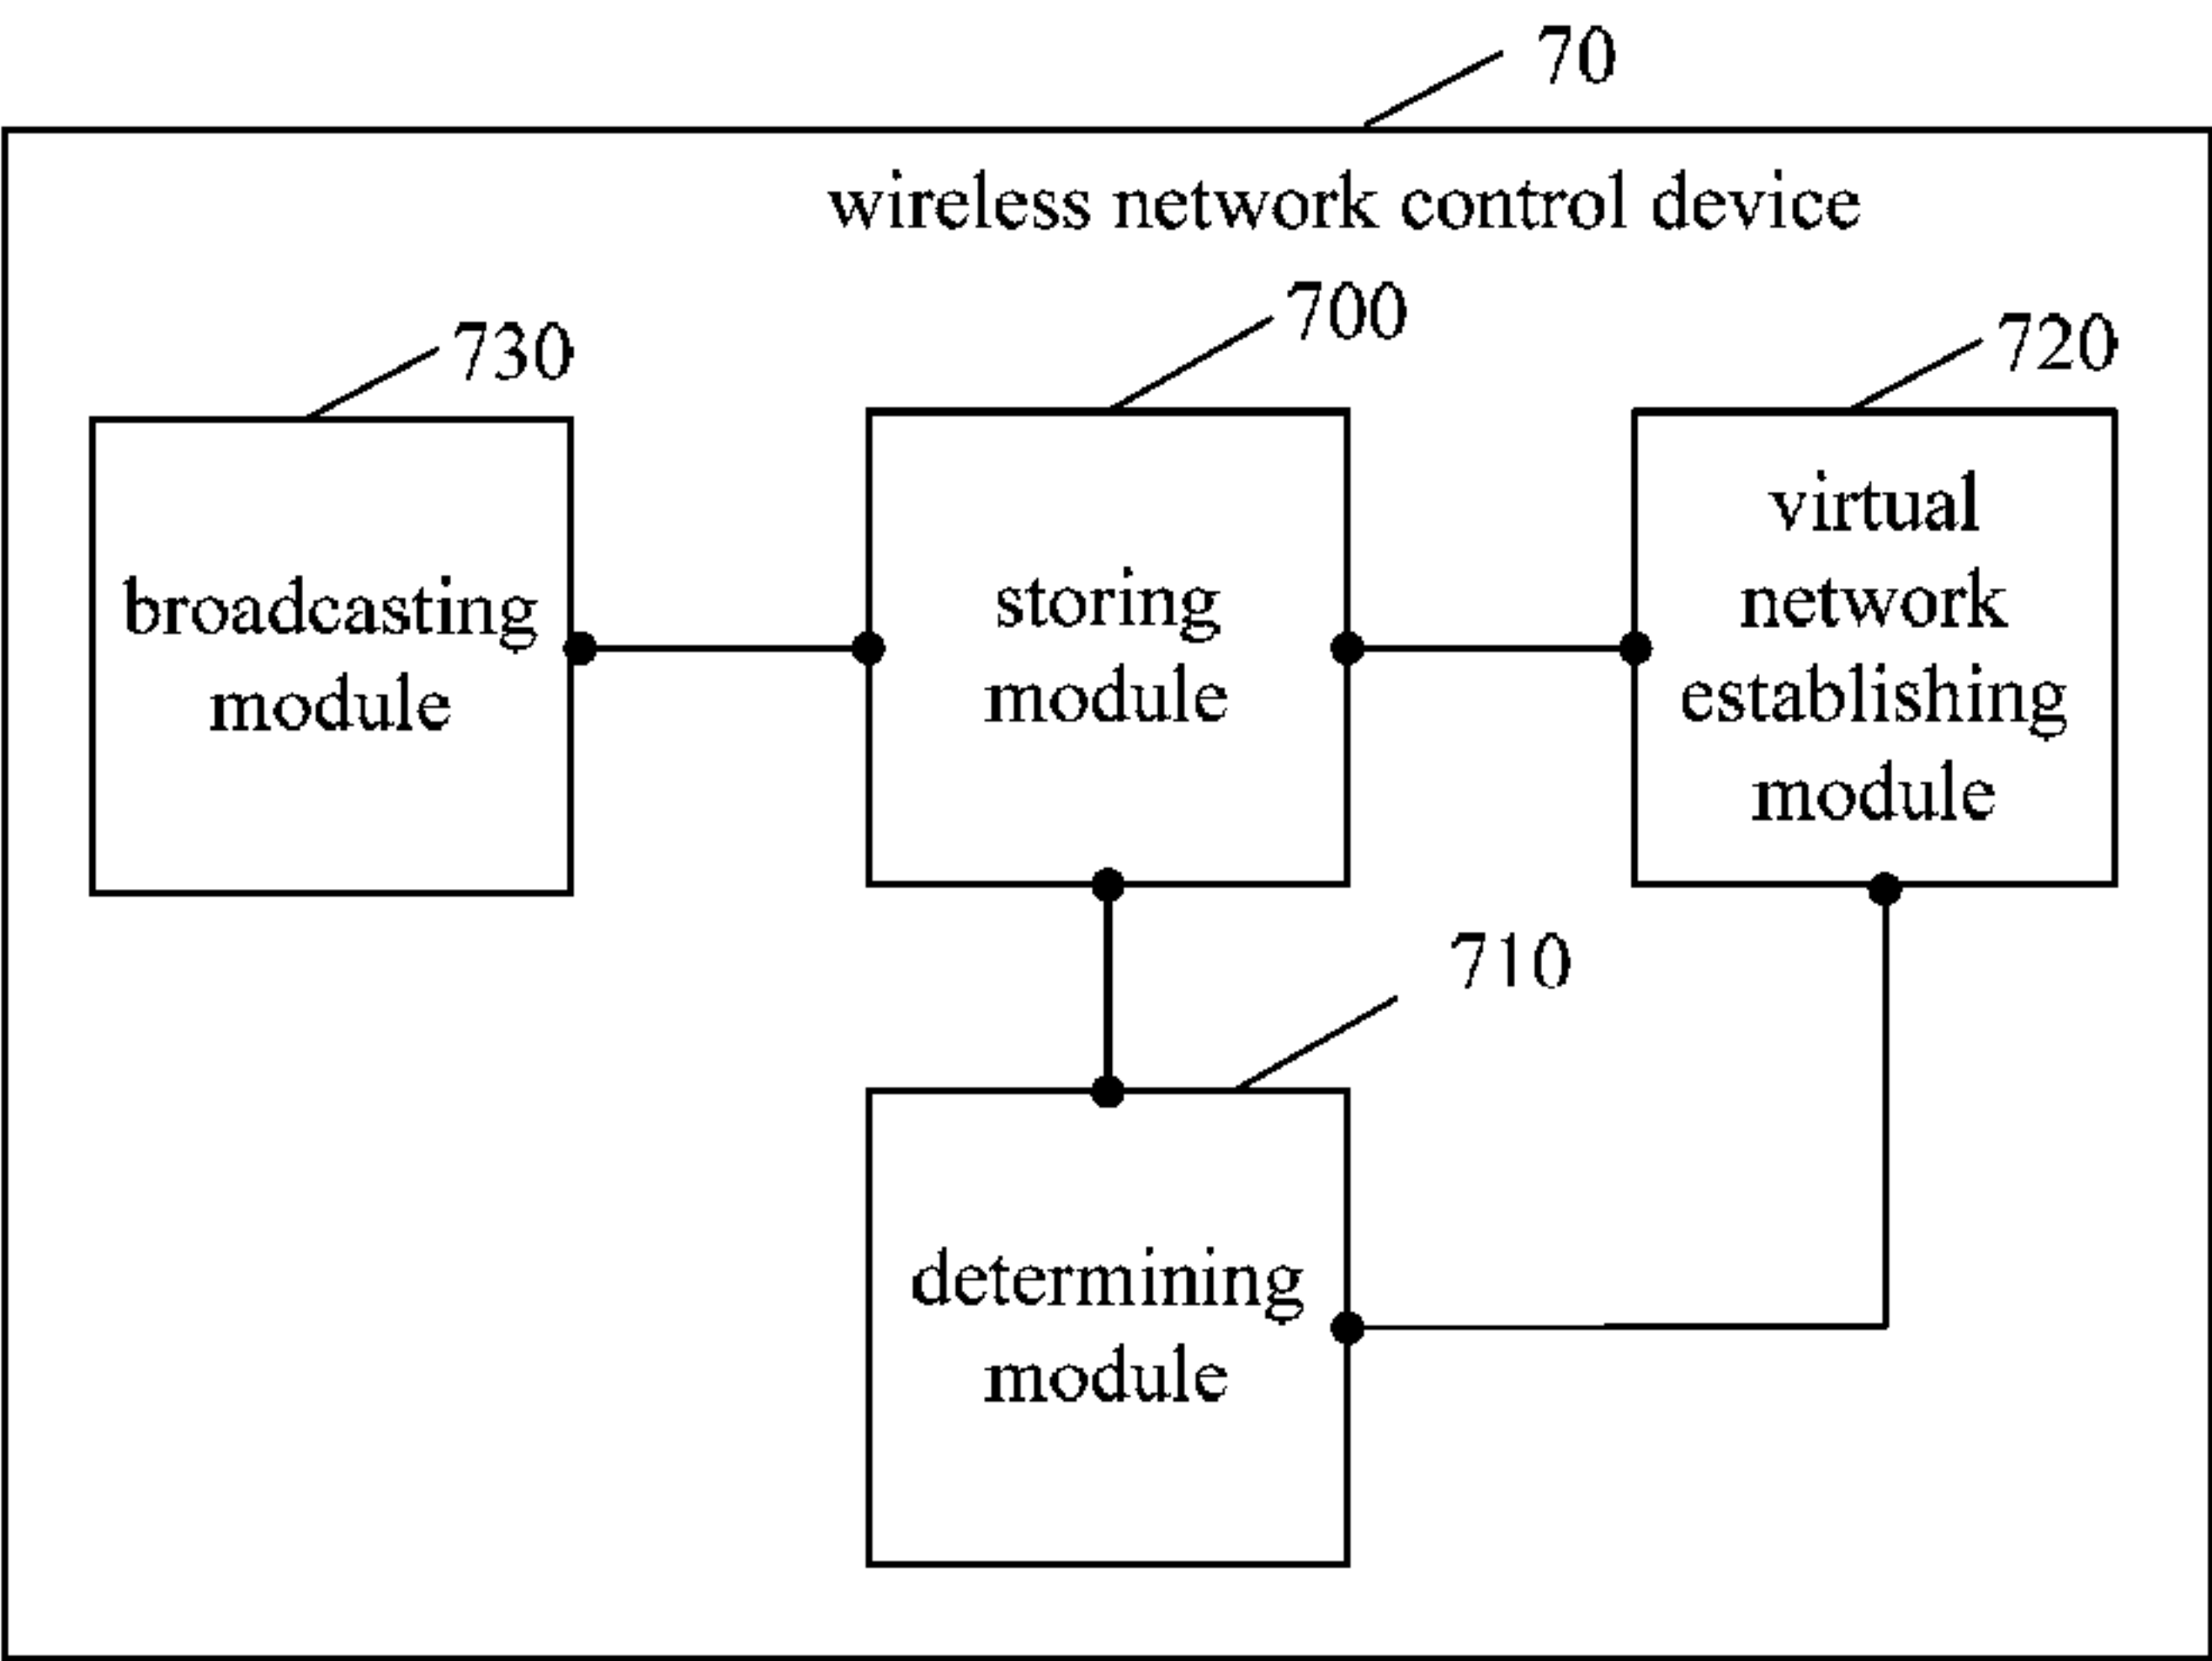 70
wireless network control device
730
700
720
broadcasting
module
storing
module
virtual
network
establishing
module
710
determining
module